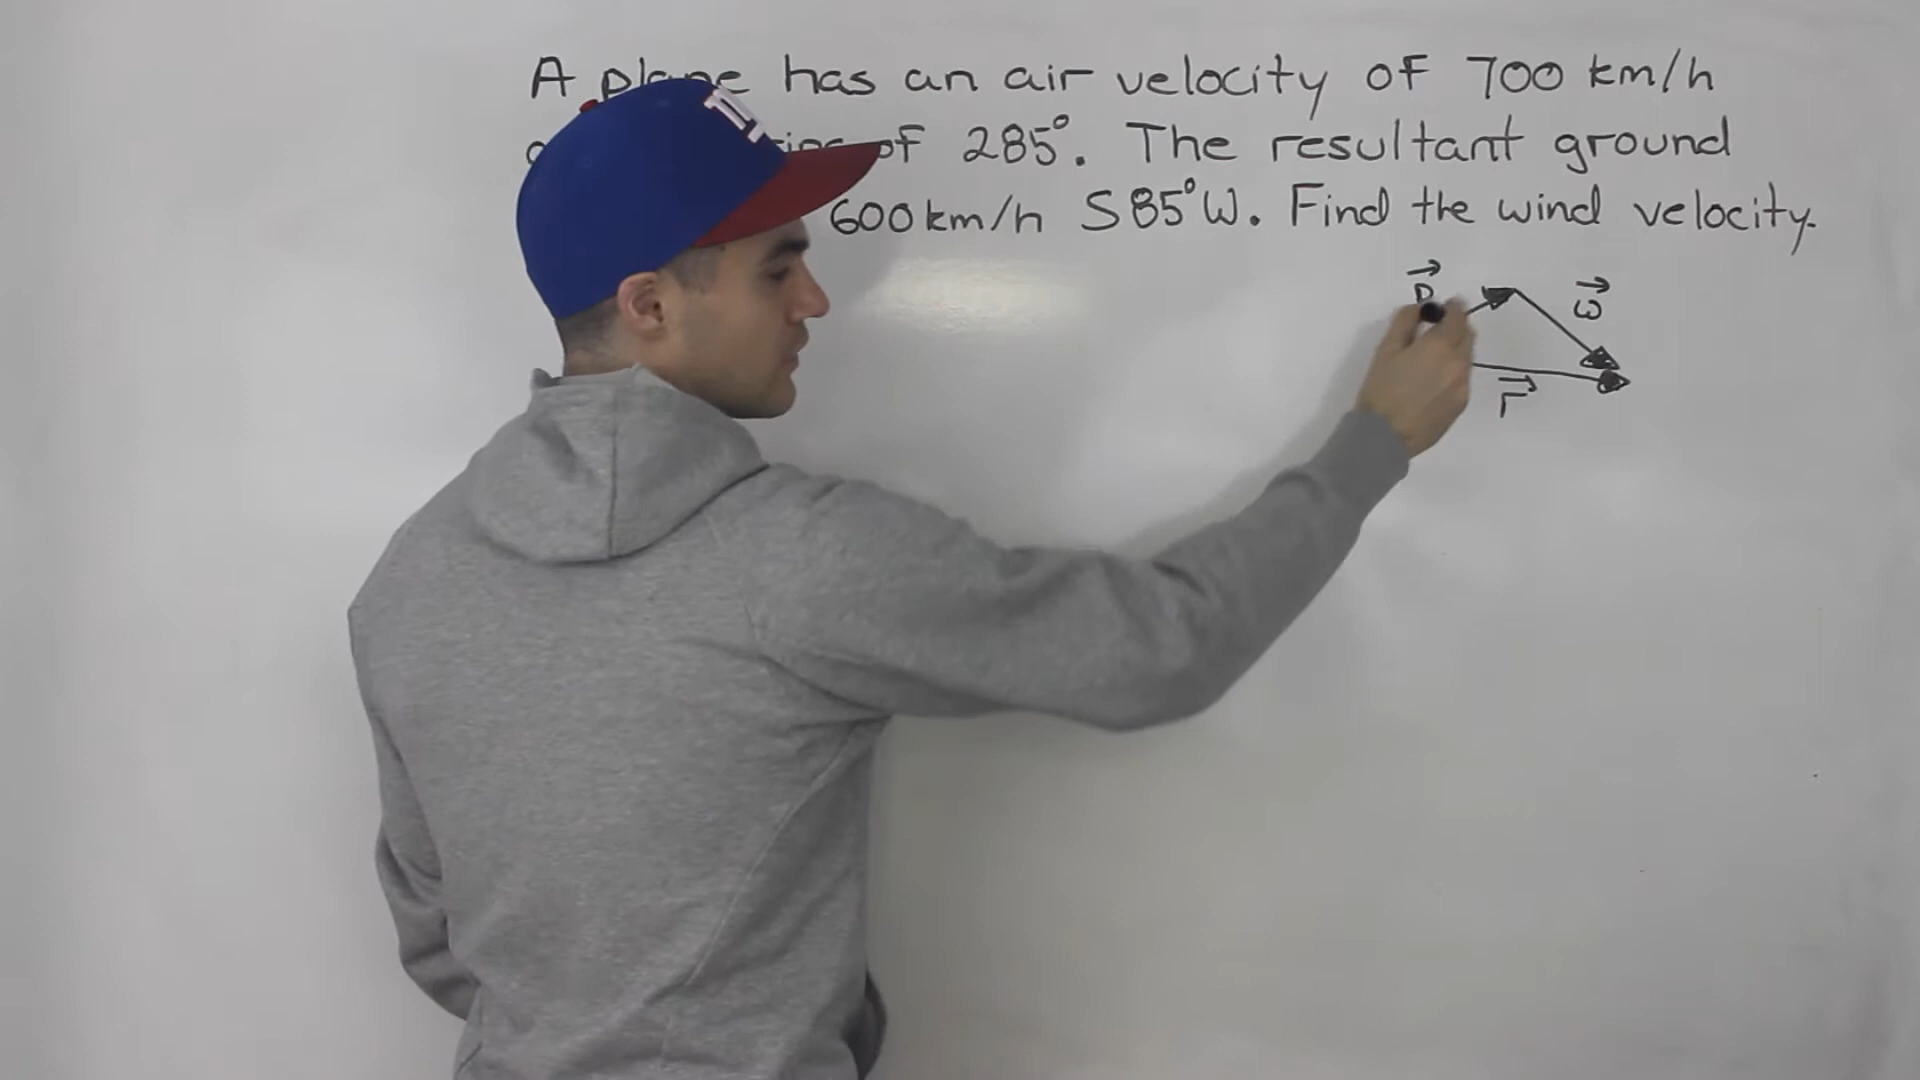 A plane has an air velocity of 700 km/h
of 285°. The resultant ground
600 km/h S85°W. Find the wind velocity.
P w
r
ny